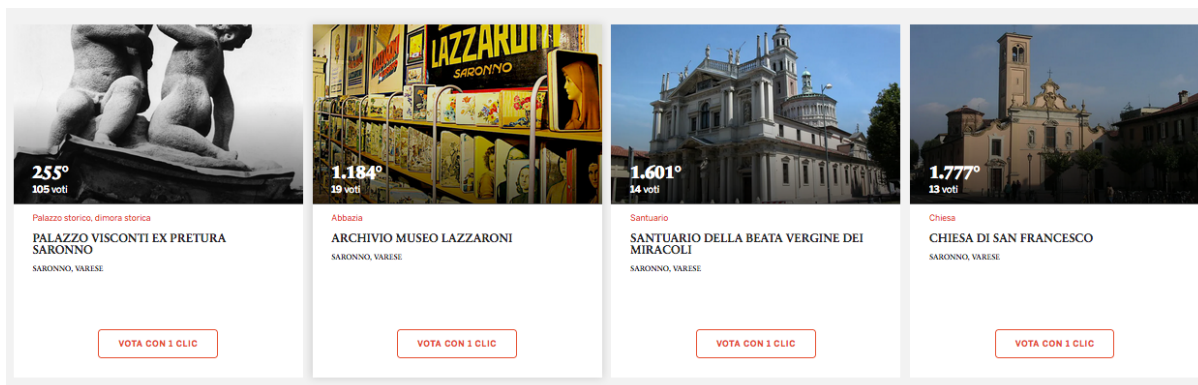 LAZZARONI
SARONNO
255°
105 voti
1.184°
19 voti
1.601°
14 voti
1.777°
13 voti
Palazzo storico, dimora storica
PALAZZO VISCONTI EX PRETURA
SARONNO
SARONNO, VARESE
VOTA CON 1 CLIC
Abbazia
ARCHIVIO MUSEO LAZZARONI
SARONNO, VARESE
VOTA CON 1 CLIC
Santuario
SANTUARIO DELLA BEATA VERGINE DEI
MIRACOLI
SARONNO, VARESE
VOTA CON 1 CLIC
Chiesa
CHIESA DI SAN FRANCESCO
SARONNO, VARESE
VOTA CON 1 CLIC